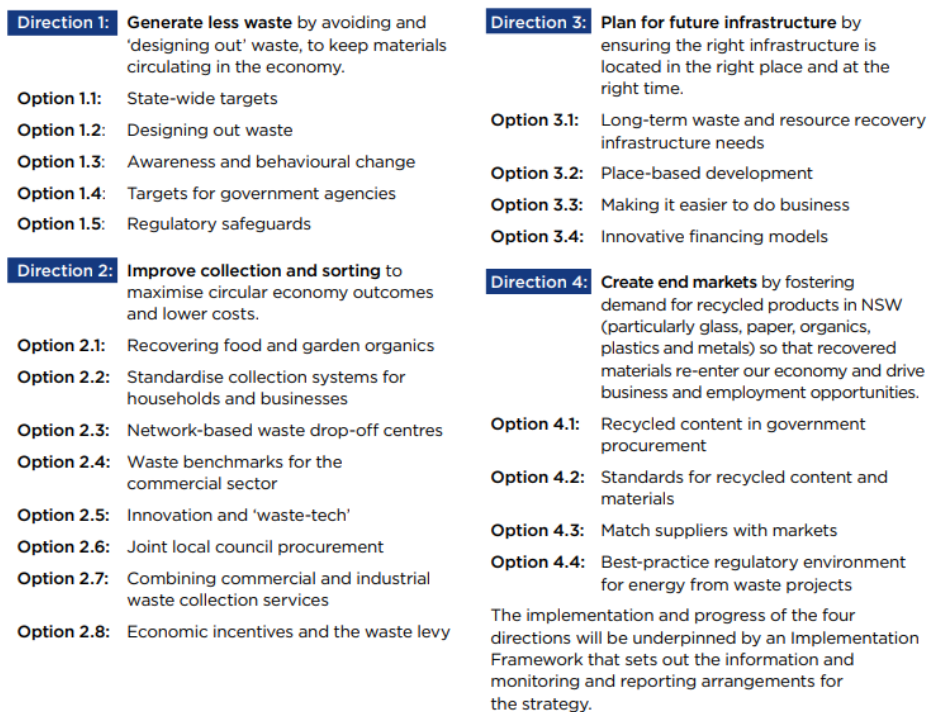 Direction 1: Generate less waste by avoiding and
‘designing out’ waste, to keep materials
circulating in the economy.
Option 1.1: State-wide targets
Option 1.2: Designing out waste
Option 1.3: Awareness and behavioural change
Option 1.4: Targets for government agencies
Option 1.5: Regulatory safeguards
Direction 2: Improve collection and sorting to
maximise circular economy outcomes
and lower costs.
Option 2.1: Recovering food and garden organics
Option 2.2: Standardise collection systems for
households and businesses
Option 2.3: Network-based waste drop-off centres
Option 2.4: Waste benchmarks for the
commercial sector
Option 2.5: Innovation and ‘waste-tech’
Option 2.6: Joint local council procurement
Option 2.7: Combining commercial and industrial
waste collection services
Option 2.8: Economic incentives and the waste levy
Direction 3: Plan for future infrastructure by
ensuring the right infrastructure is
located in the right place and at the
right time.
Option 3.1: Long-term waste and resource recovery
infrastructure needs
Option 3.2: Place-based development
Option 3.3: Making it easier to do business
Option 3.4: Innovative financing models
Direction 4: Create end markets by fostering
demand for recycled products in NSW
(particularly glass, paper, organics,
plastics and metals) so that recovered
materials re-enter our economy and drive
business and employment opportunities.
Option 4.1: Recycled content in government
procurement
Option 4.2: Standards for recycled content and
materials
Option 4.3: Match suppliers with markets
Option 4.4: Best-practice regulatory environment
for energy from waste projects
The implementation and progress of the four
directions will be underpinned by an Implementation
Framework that sets out the information and
monitoring and reporting arrangements for
the strategy.